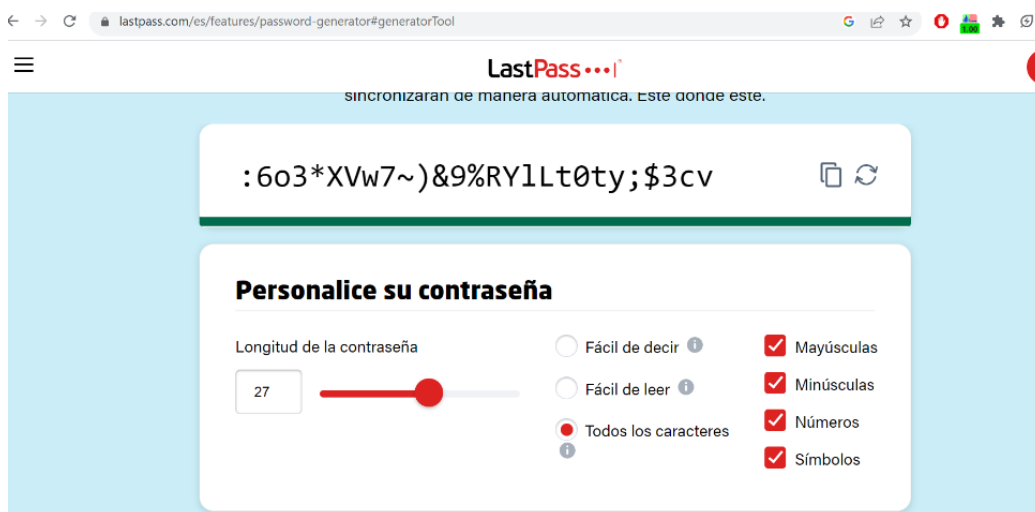 lastpass.com/es/features/password-generator#generatorTool
1.00
LastPass
sincronizarán de manera automática. Esté donde esté.
:6o3*XVw7~)&9%RYlLt0ty;$3cv
Personalice su contraseña
Longitud de la contraseña
27
Fácil de decir
Fácil de leer
Todos los caracteres
Mayúsculas
Minúsculas
Números
Símbolos